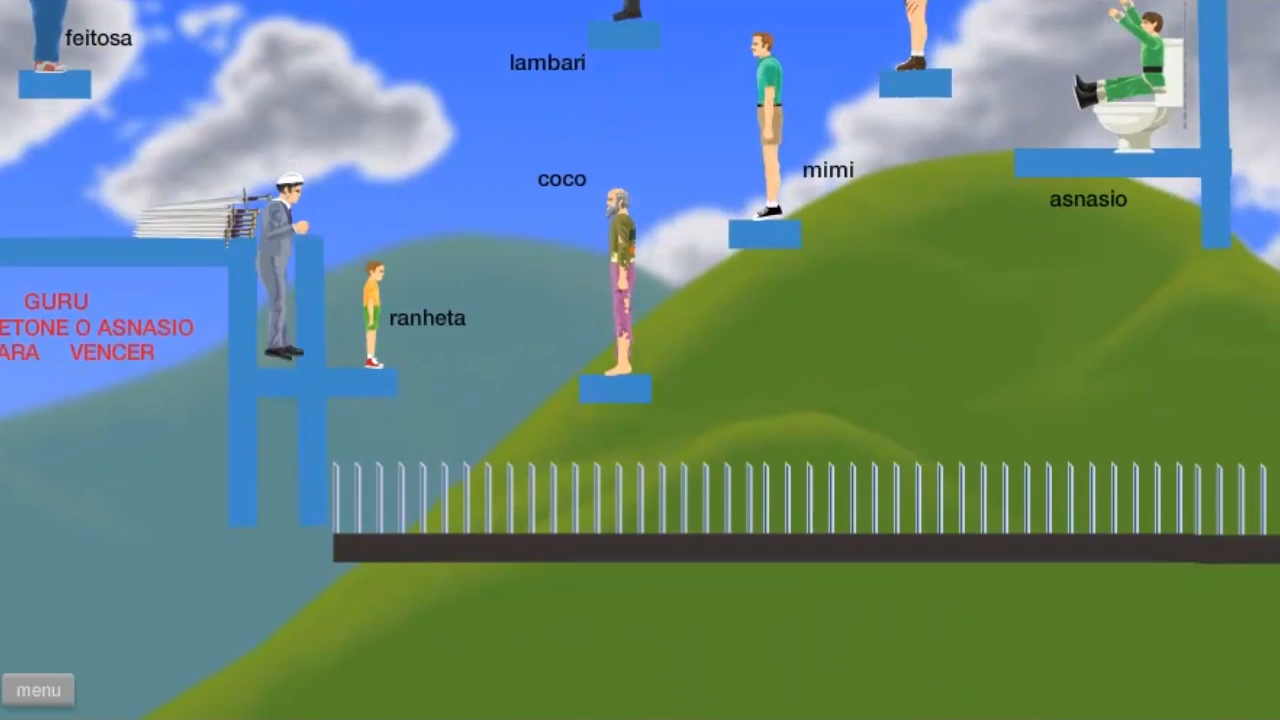 feitosa
lambari
coco
mimi
asnasio
ranheta
GURU
ETONE O ASNASIO
ARA VENCER
menu